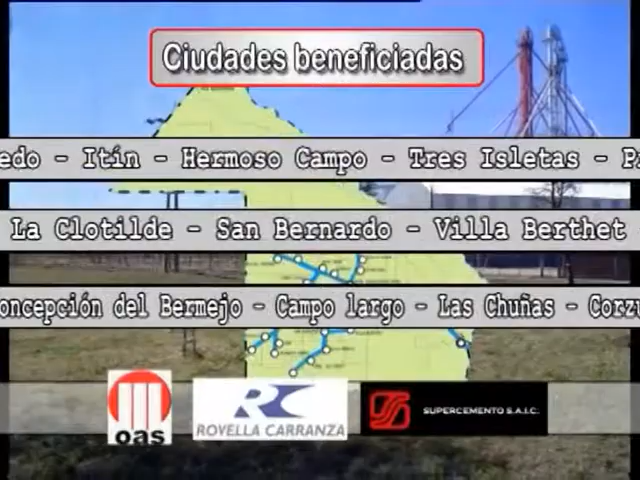 Ciudades beneficiadas
edo - Itín - Hermoso Campo - Tres Isletas - P
La Clotilde - San Bernardo - Villa Berthet
oncepción del Bermejo - Campo largo - Las Chuñas - Corzu
oas
RC
ROVELLA CARRANZA
SUPERCEMENTO S.A.I.C.